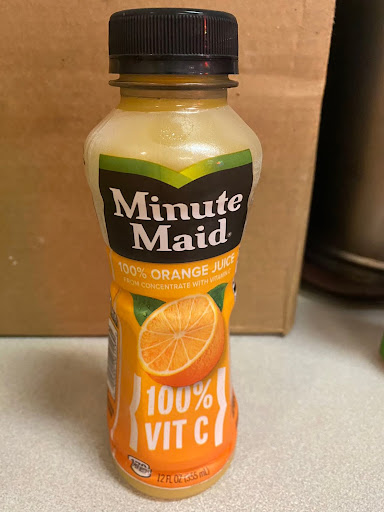 Minute
Maid®
100% ORANGE JUICE
FROM CONCENTRATE WITH VITAMIN C
100%
VIT C
12 FL OZ (355 mL)